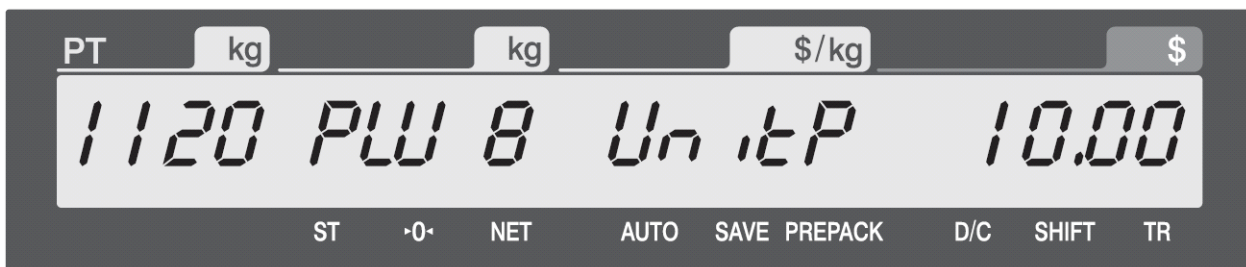 PT kg kg $/kg $
1120 PLU 8 UnitP 10.00
ST ▸0◂ NET AUTO SAVE PREPACK D/C SHIFT TR